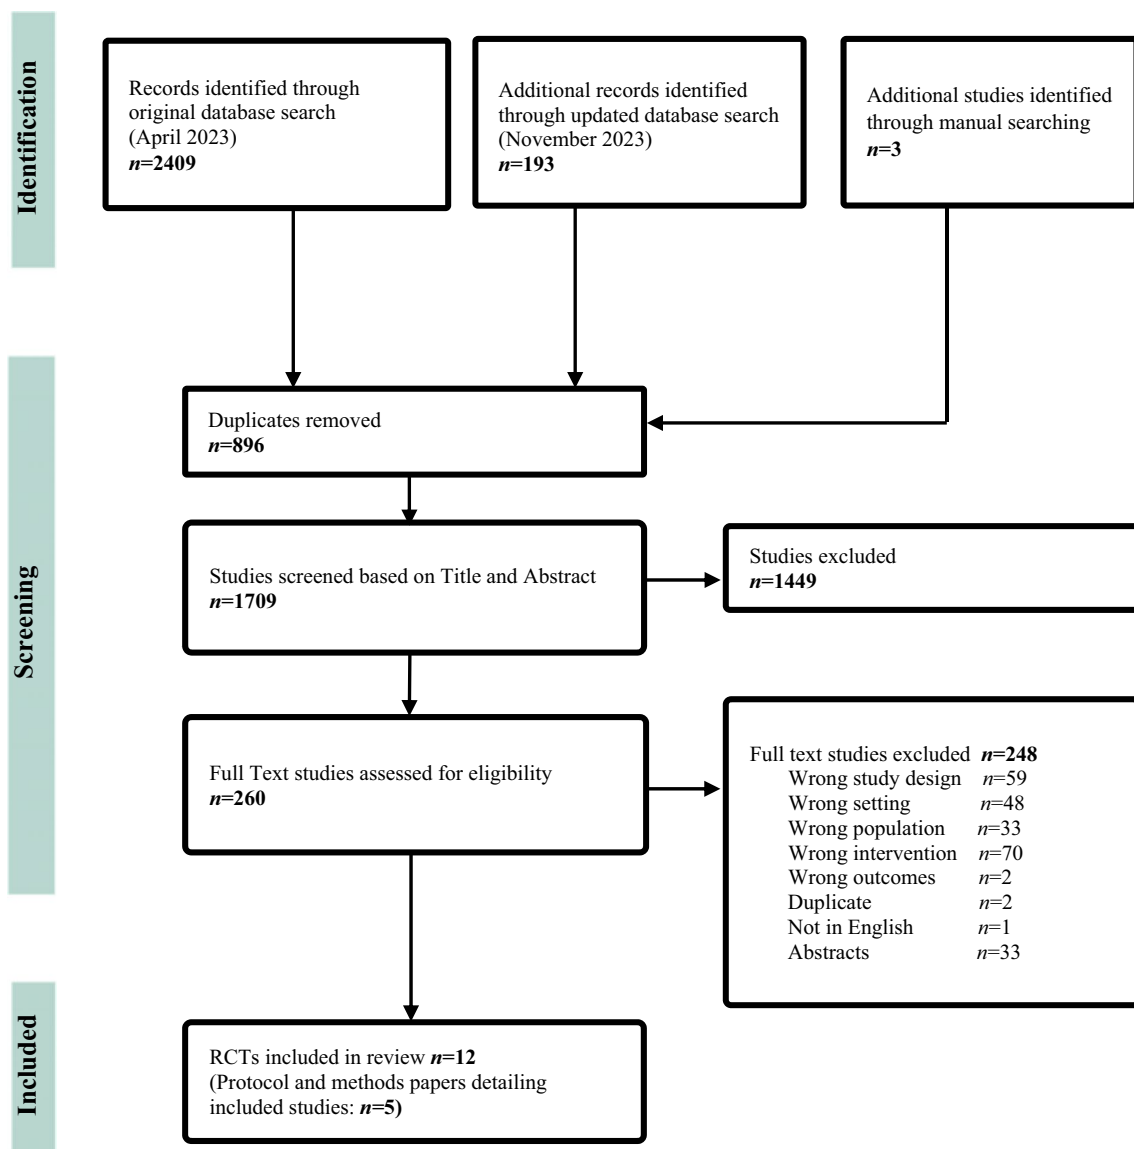 Identification
Records identified through
original database search
(April 2023)
n=2409
Additional records identified
through updated database search
(November 2023)
n=193
Additional studies identified
through manual searching
n=3
Screening
Duplicates removed
n=896
Studies screened based on Title and Abstract
n=1709
Studies excluded
n=1449
Full Text studies assessed for eligibility
n=260
Full text studies excluded n=248
Wrong study design n=59
Wrong setting n=48
Wrong population n=33
Wrong intervention n=70
Wrong outcomes n=2
Duplicate n=2
Not in English n=1
Abstracts n=33
Included
RCTs included in review n=12
(Protocol and methods papers detailing
included studies: n=5)